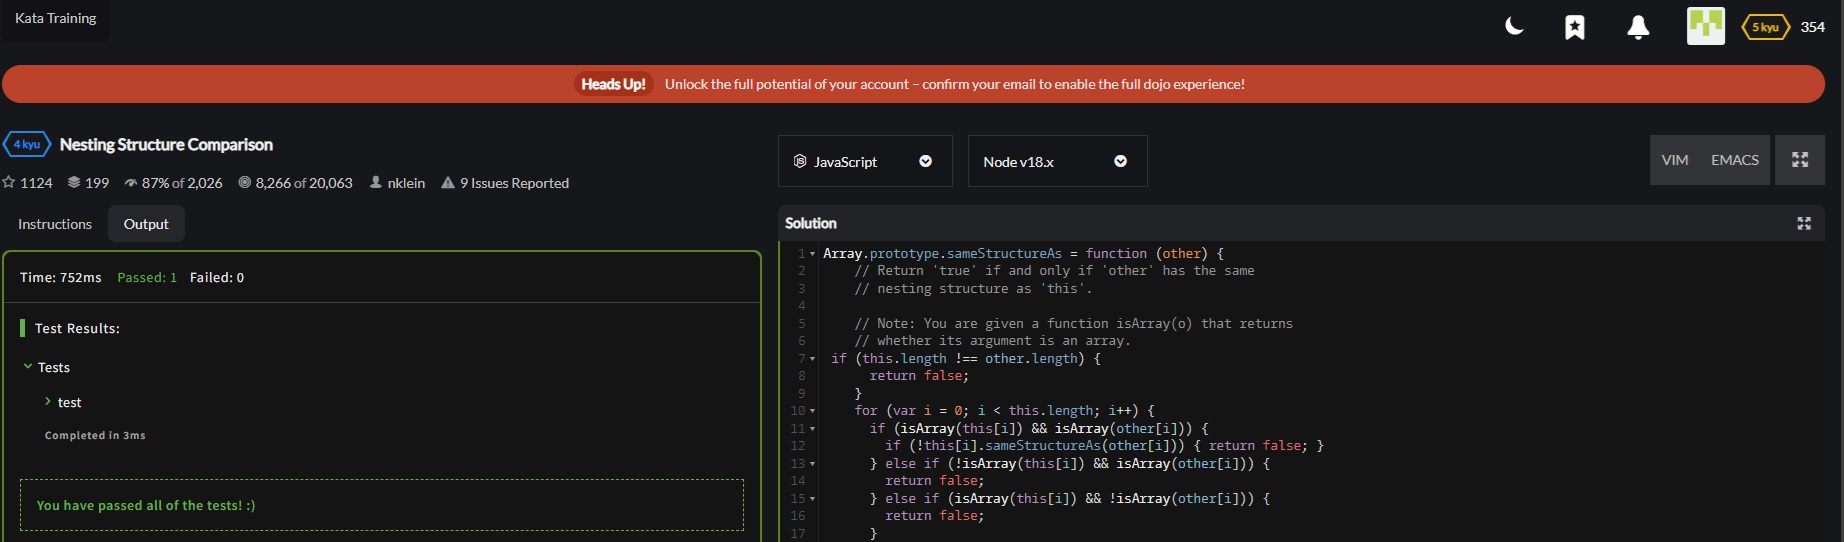 Kata Training
5 kyu 354
Heads Up! Unlock the full potential of your account – confirm your email to enable the full dojo experience!
4 kyu Nesting Structure Comparison
1124 199 87% of 2,026 8,266 of 20,063 nklein 9 Issues Reported
Instructions Output
Time: 752ms Passed: 1 Failed: 0
Test Results:
Tests
test
Completed in 3ms
You have passed all of the tests! :)
JavaScript Node v18.x VIM EMACS
Solution
1 Array.prototype.sameStructureAs = function (other) {
2 // Return 'true' if and only if 'other' has the same
3 // nesting structure as 'this'.
4
5 // Note: You are given a function isArray(o) that returns
6 // whether its argument is an array.
7 if (this.length !== other.length) {
8 return false;
9 }
10 for (var i = 0; i < this.length; i++) {
11 if (isArray(this[i]) && isArray(other[i])) {
12 if (!this[i].sameStructureAs(other[i])) { return false; }
13 } else if (!isArray(this[i]) && isArray(other[i])) {
14 return false;
15 } else if (isArray(this[i]) && !isArray(other[i])) {
16 return false;
17 }